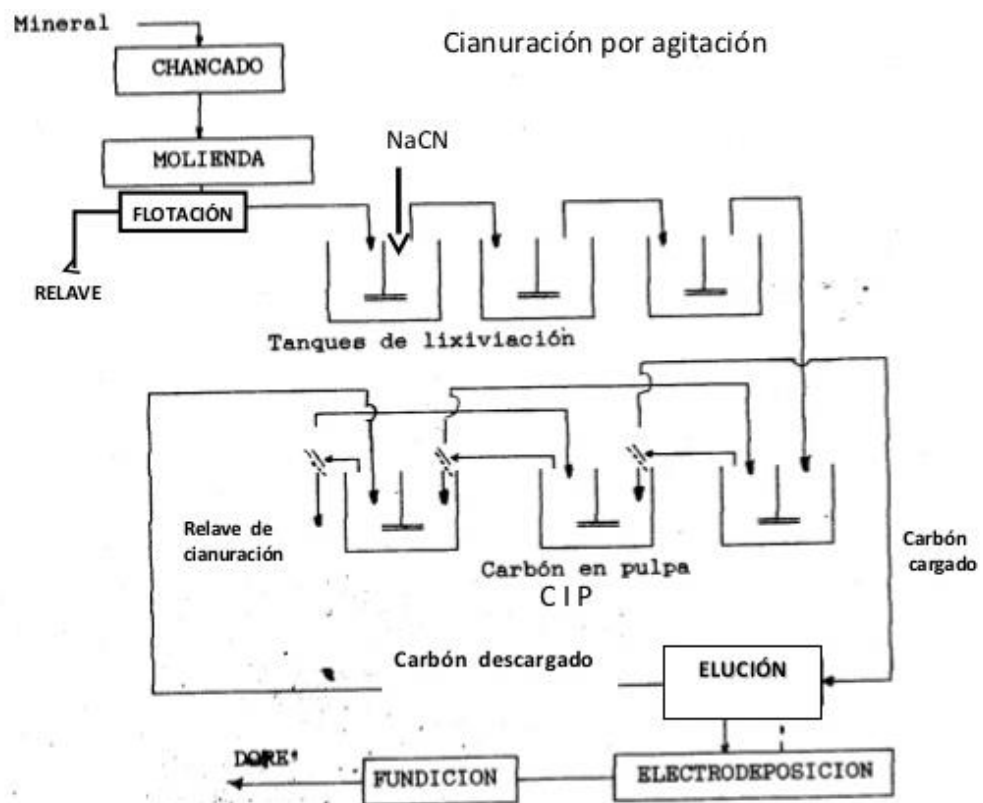 Mineral
Cianuración por agitación
CHANCADO
NaCN
MOLIENDA
FLOTACIÓN
RELAVE
Tanques de lixiviación
Relave de
cianuración
Carbón
cargado
Carbón en pulpa
C I P
Carbón descargado
ELUCIÓN
DORE'
FUNDICION
ELECTRODEPOSICION